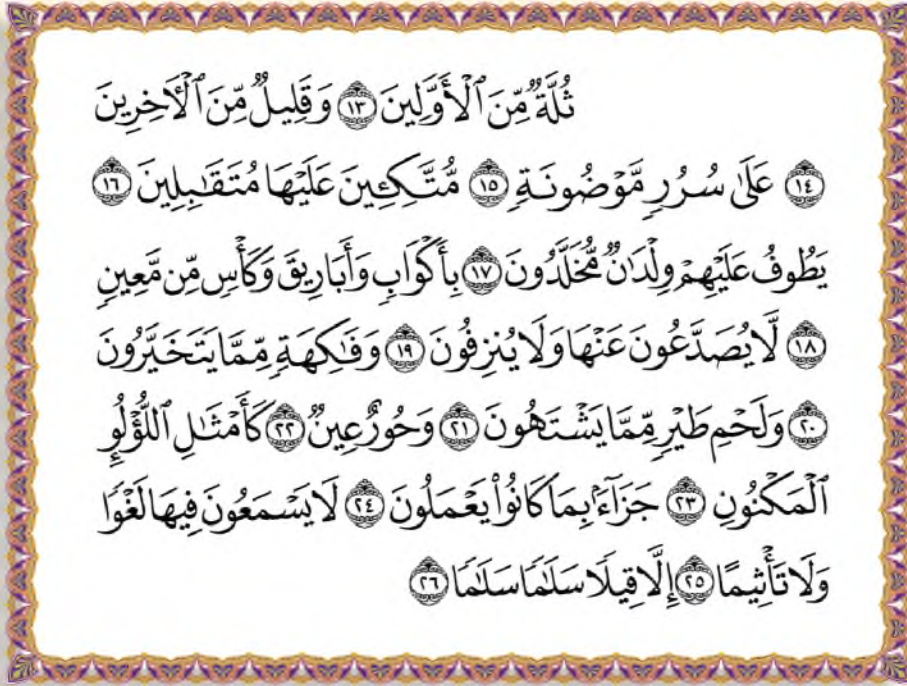 ثُلَّةٌ مِّنَ ٱلْأَوَّلِينَ ١٣ وَقَلِيلٌ مِّنَ ٱلْأَخِرِينَ
١٤ عَلَىٰ سُرُرٍ مَّوْضُونَةٍ ١٥ مُّتَّكِـِٔينَ عَلَيْهَا مُتَقَٰبِلِينَ ١٦
يَطُوفُ عَلَيْهِمْ وِلْدَٰنٌ مُّخَلَّدُونَ ١٧ بِأَكْوَابٍ وَأَبَارِيقَ وَكَأْسٍ مِّن مَّعِينٍ
١٨ لَّا يُصَدَّعُونَ عَنْهَا وَلَا يُنزِفُونَ ١٩ وَفَٰكِهَةٍ مِّمَّا يَتَخَيَّرُونَ
٢٠ وَلَحْمِ طَيْرٍ مِّمَّا يَشْتَهُونَ ٢١ وَحُورٌ عِينٌ ٢٢ كَأَمْثَٰلِ ٱللُّؤْلُوِٕ
ٱلْمَكْنُونِ ٢٣ جَزَآءًۢ بِمَا كَانُوا۟ يَعْمَلُونَ ٢٤ لَا يَسْمَعُونَ فِيهَا لَغْوًا
وَلَا تَأْثِيمًا ٢٥ إِلَّا قِيلًا سَلَٰمًا سَلَٰمًا ٢٦